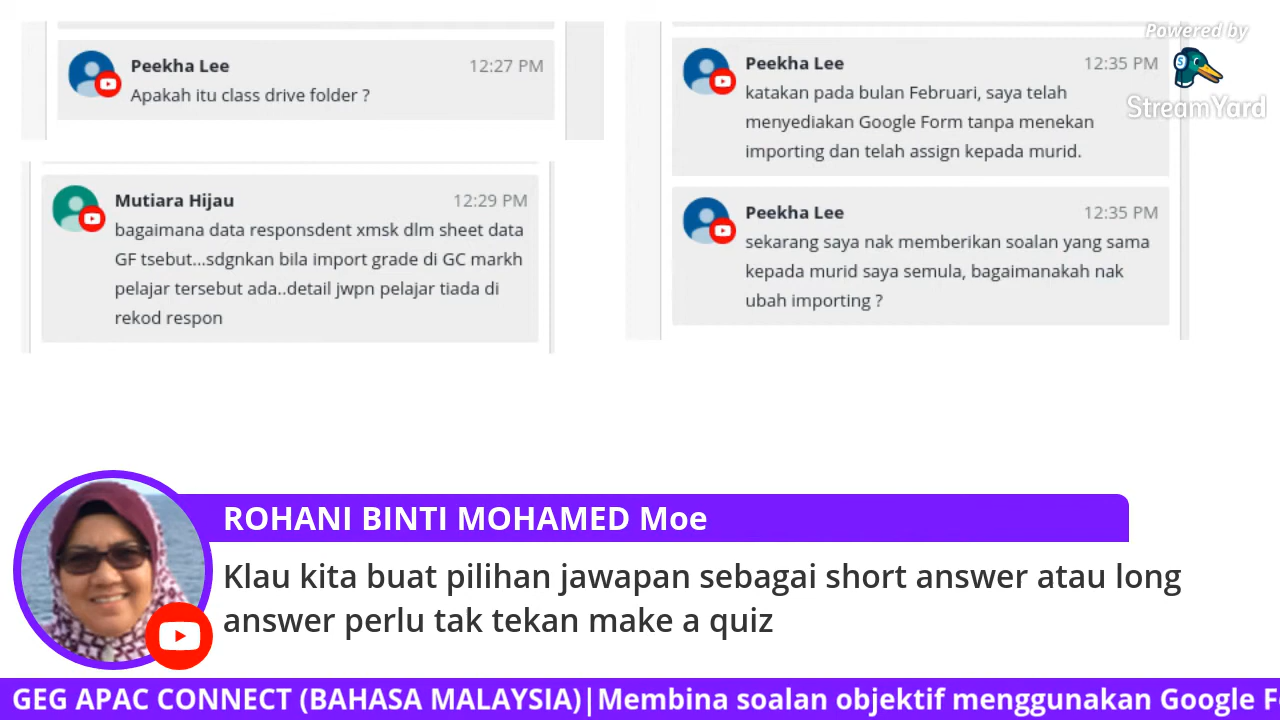 Peekha Lee 12:27 PM
Apakah itu class drive folder ?
Mutiara Hijau 12:29 PM
bagaimana data responsdent xmsk dlm sheet data
GF tsebut...sdgnkan bila import grade di GC markh
pelajar tersebut ada..detail jwpn pelajar tiada di
rekod respon
Peekha Lee 12:35 PM
katakan pada bulan Februari, saya telah
menyediakan Google Form tanpa menekan
importing dan telah assign kepada murid.
Peekha Lee 12:35 PM
sekarang saya nak memberikan soalan yang sama
kepada murid saya semula, bagaimanakah nak
ubah importing ?
Powered by
StreamYard
ROHANI BINTI MOHAMED Moe
Klau kita buat pilihan jawapan sebagai short answer atau long
answer perlu tak tekan make a quiz
GEG APAC CONNECT (BAHASA MALAYSIA)|Membina soalan objektif menggunakan Google F